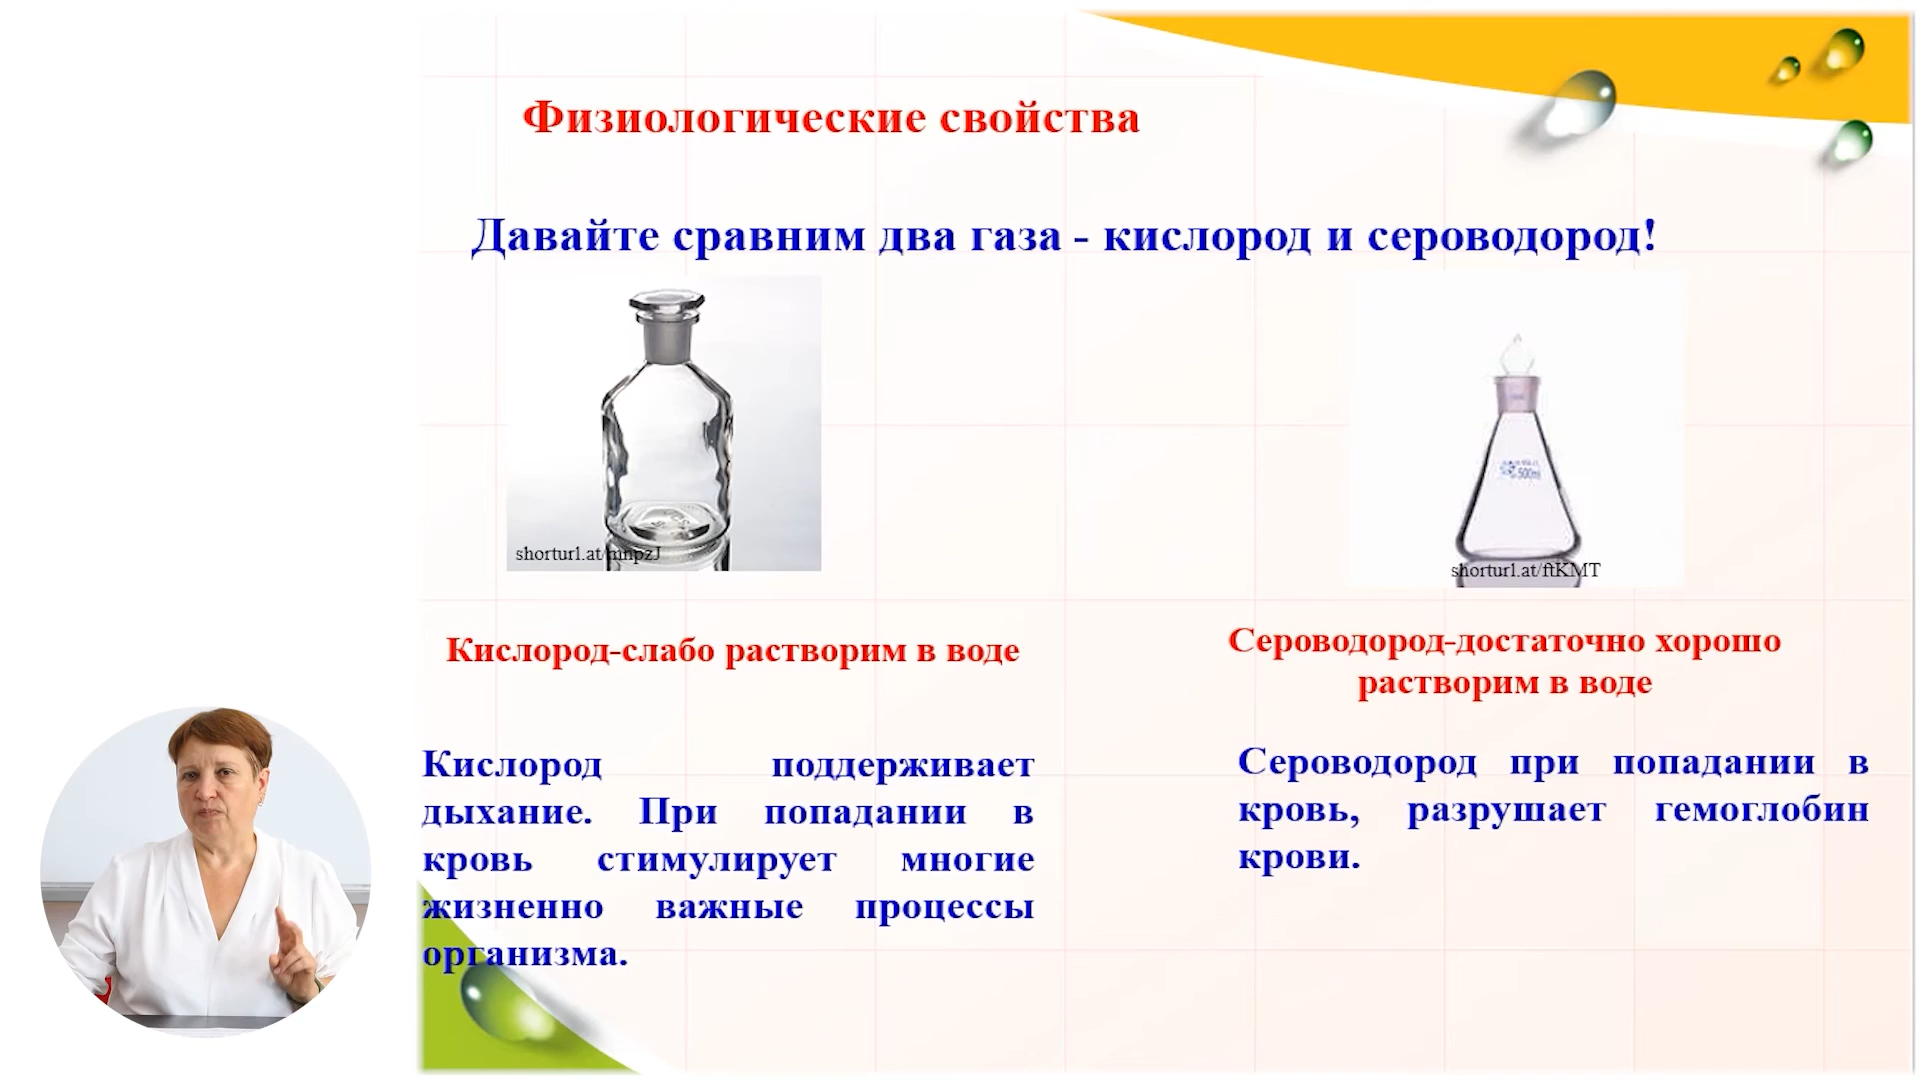 Физиологические свойства
Давайте сравним два газа - кислород и сероводород!
500ml
shorturl.at/mnpzJ
shorturl.at/ftKMT
Кислород-слабо растворим в воде
Кислород поддерживает
дыхание. При попадании в
кровь стимулирует многие
жизненно важные процессы
организма.
Сероводород-достаточно хорошо
растворим в воде
Сероводород при попадании в
кровь, разрушает гемоглобин
крови.